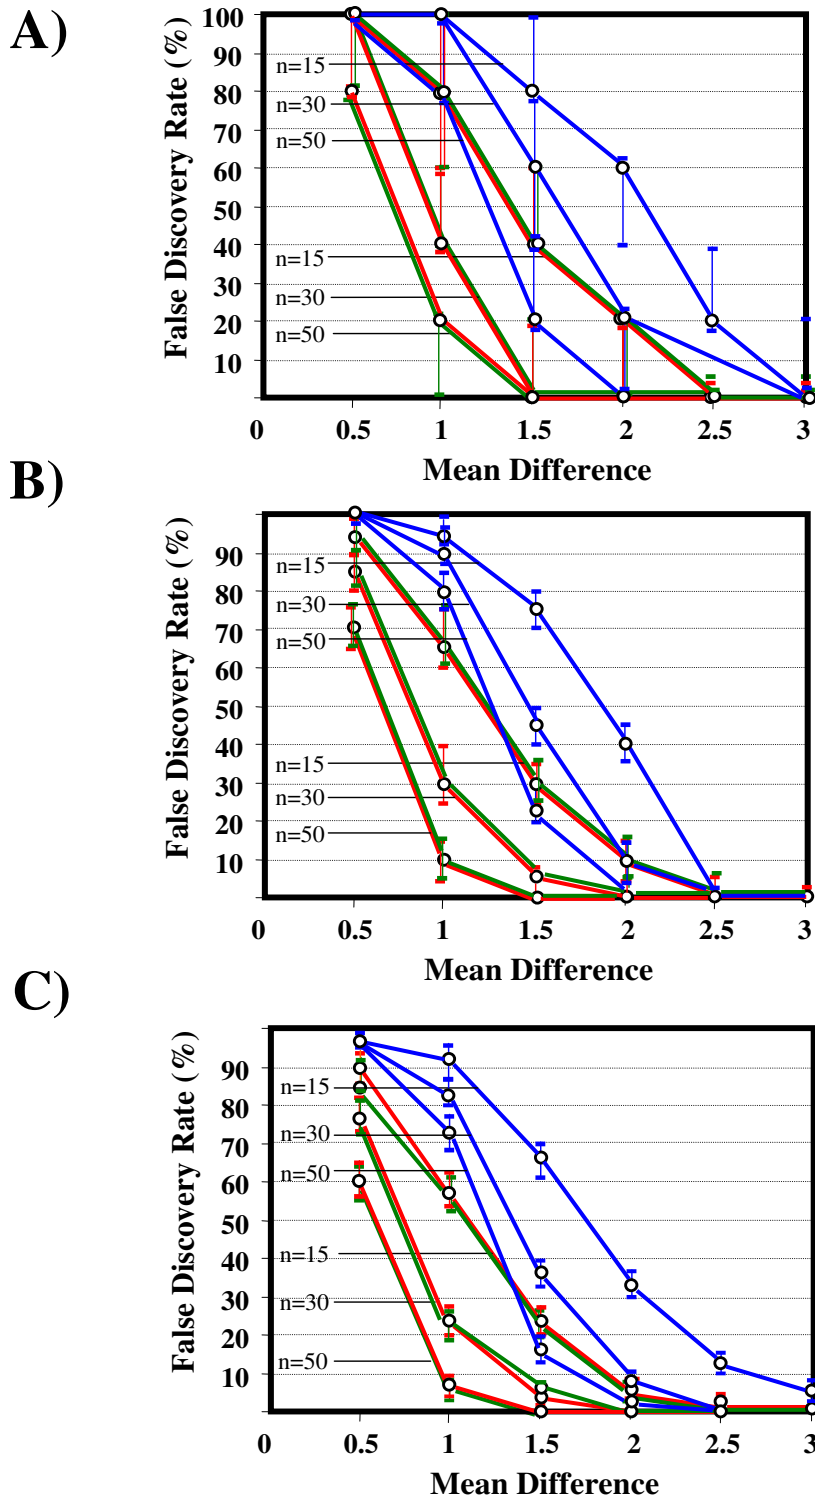 A)
False Discovery Rate (%)
100
90
80
70
60
50
40
30
20
10
n=15
n=30
n=50
n=15
n=30
n=50
0 0.5 1 1.5 2 2.5 3
Mean Difference
B)
False Discovery Rate (%)
90
80
70
60
50
40
30
20
10
n=15
n=30
n=50
n=15
n=30
n=50
0 0.5 1 1.5 2 2.5 3
Mean Difference
C)
False Discovery Rate (%)
90
80
70
60
50
40
30
20
10
n=15
n=30
n=50
n=15
n=30
n=50
0 0.5 1 1.5 2 2.5 3
Mean Difference